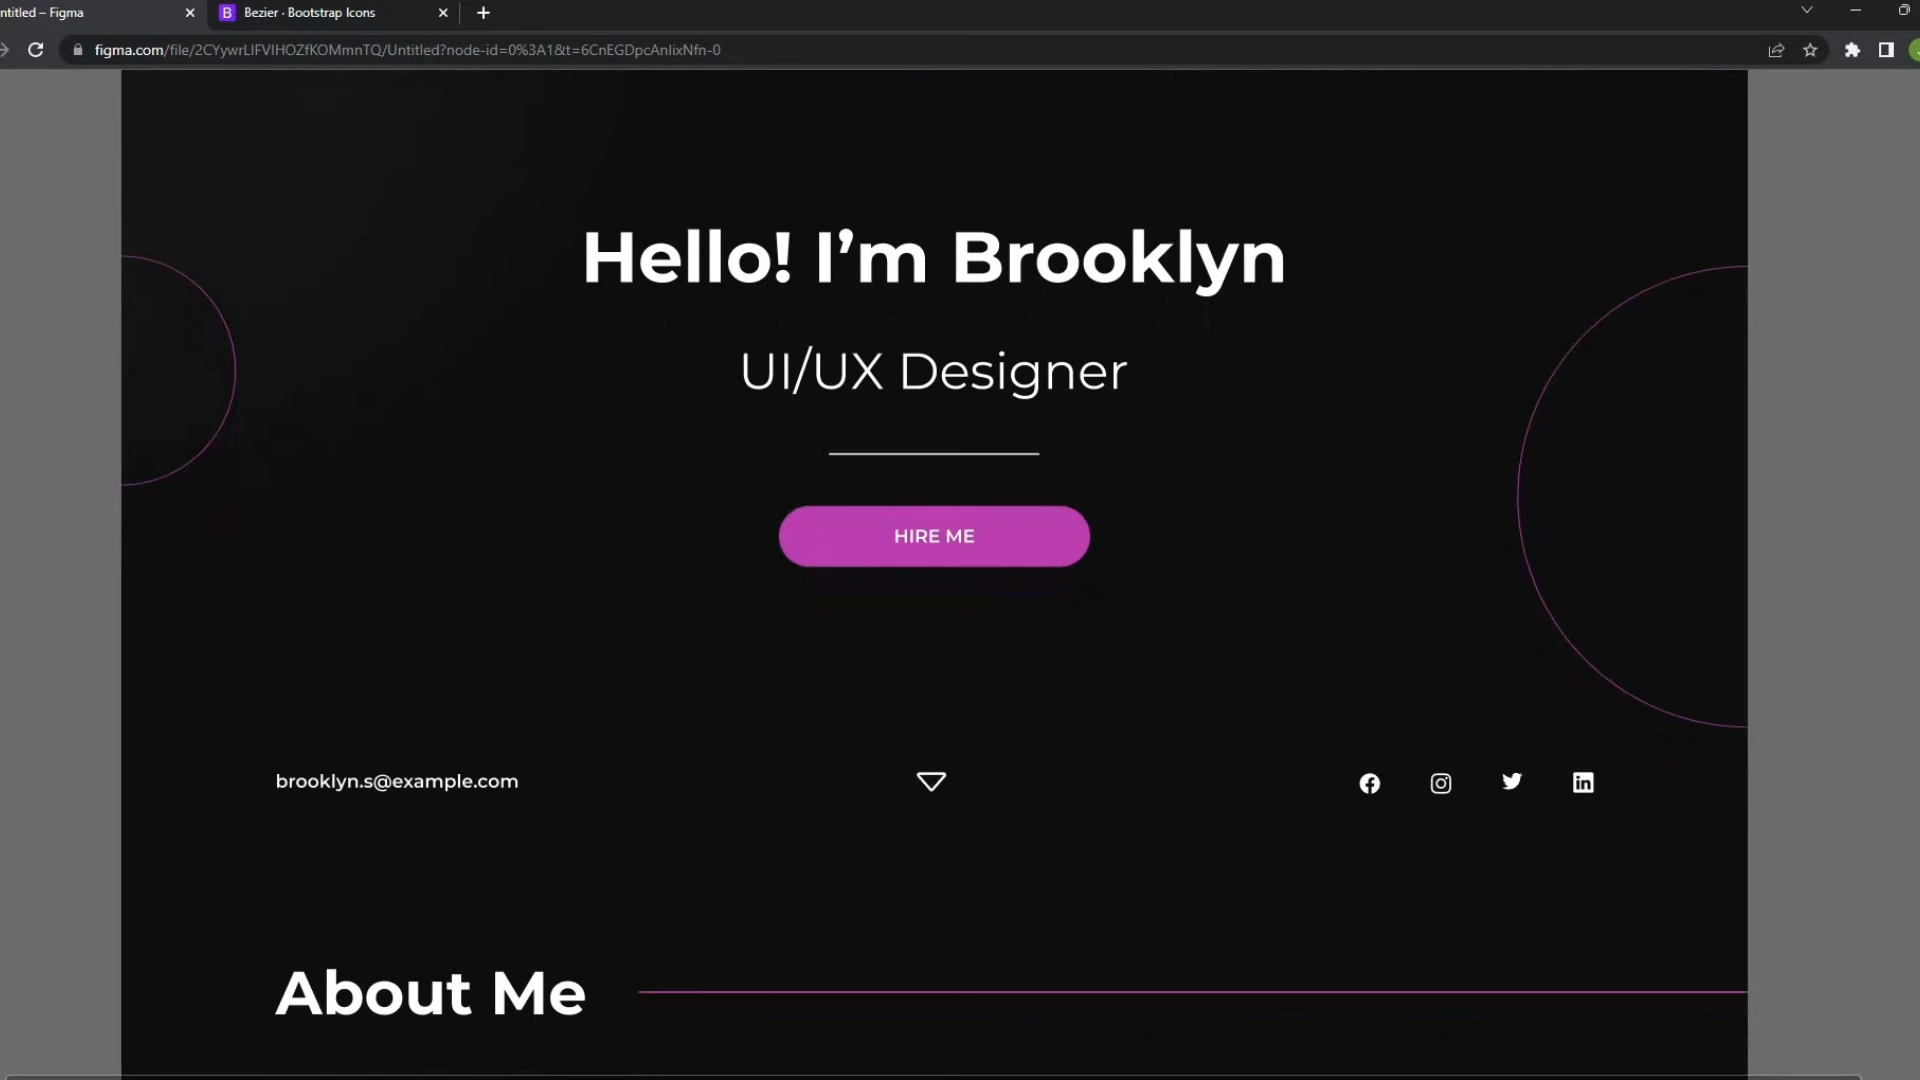 ntitled – Figma
Bezier · Bootstrap Icons
figma.com/file/2CYywrLIFVIHOZfKOMmnTQ/Untitled?node-id=0%3A1&t=6CnEGDpcAnlixNfn-0
Hello! I’m Brooklyn
UI/UX Designer
HIRE ME
brooklyn.s@example.com
About Me